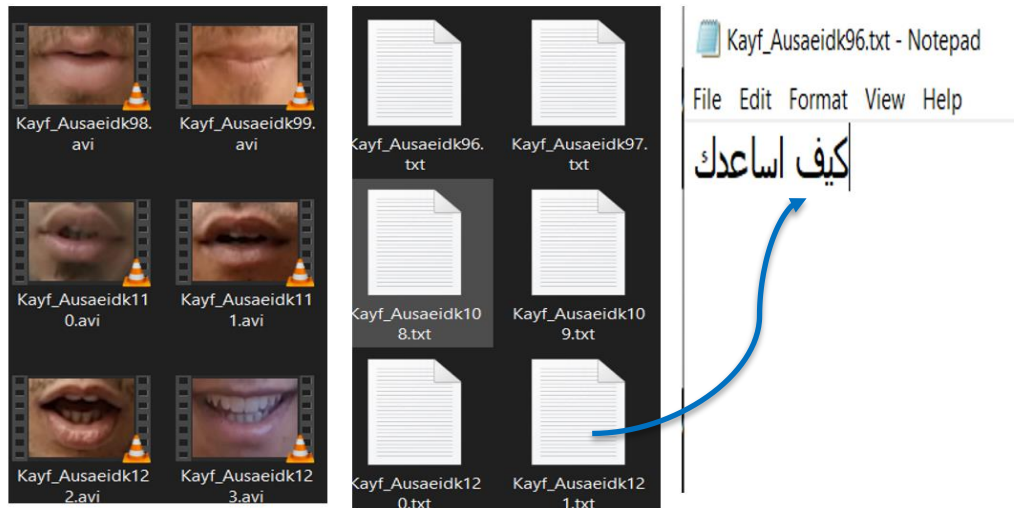 Kayf_Ausaeidk98.
avi
Kayf_Ausaeidk99.
avi
Kayf_Ausaeidk11
0.avi
Kayf_Ausaeidk11
1.avi
Kayf_Ausaeidk12
2.avi
Kayf_Ausaeidk12
3.avi
Kayf_Ausaeidk96.
txt
Kayf_Ausaeidk97.
txt
Kayf_Ausaeidk10
8.txt
Kayf_Ausaeidk10
9.txt
Kayf_Ausaeidk12
0.txt
Kayf_Ausaeidk12
1.txt
Kayf_Ausaeidk96.txt - Notepad
File Edit Format View Help
كيف اساعدك